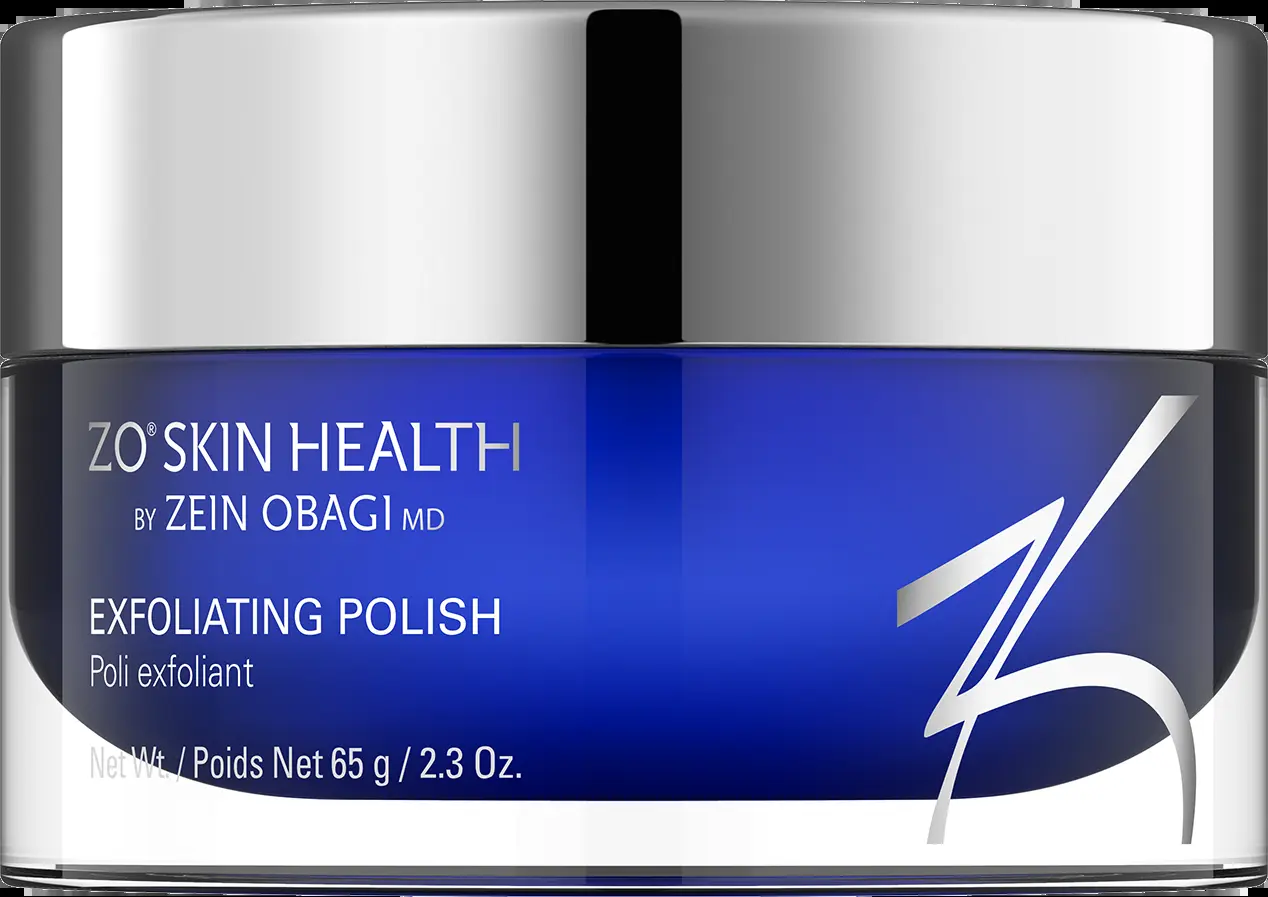 ZO® SKIN HEALTH
BY ZEIN OBAGI MD
EXFOLIATING POLISH
Poli exfoliant
Net Wt. / Poids Net 65 g / 2.3 Oz.